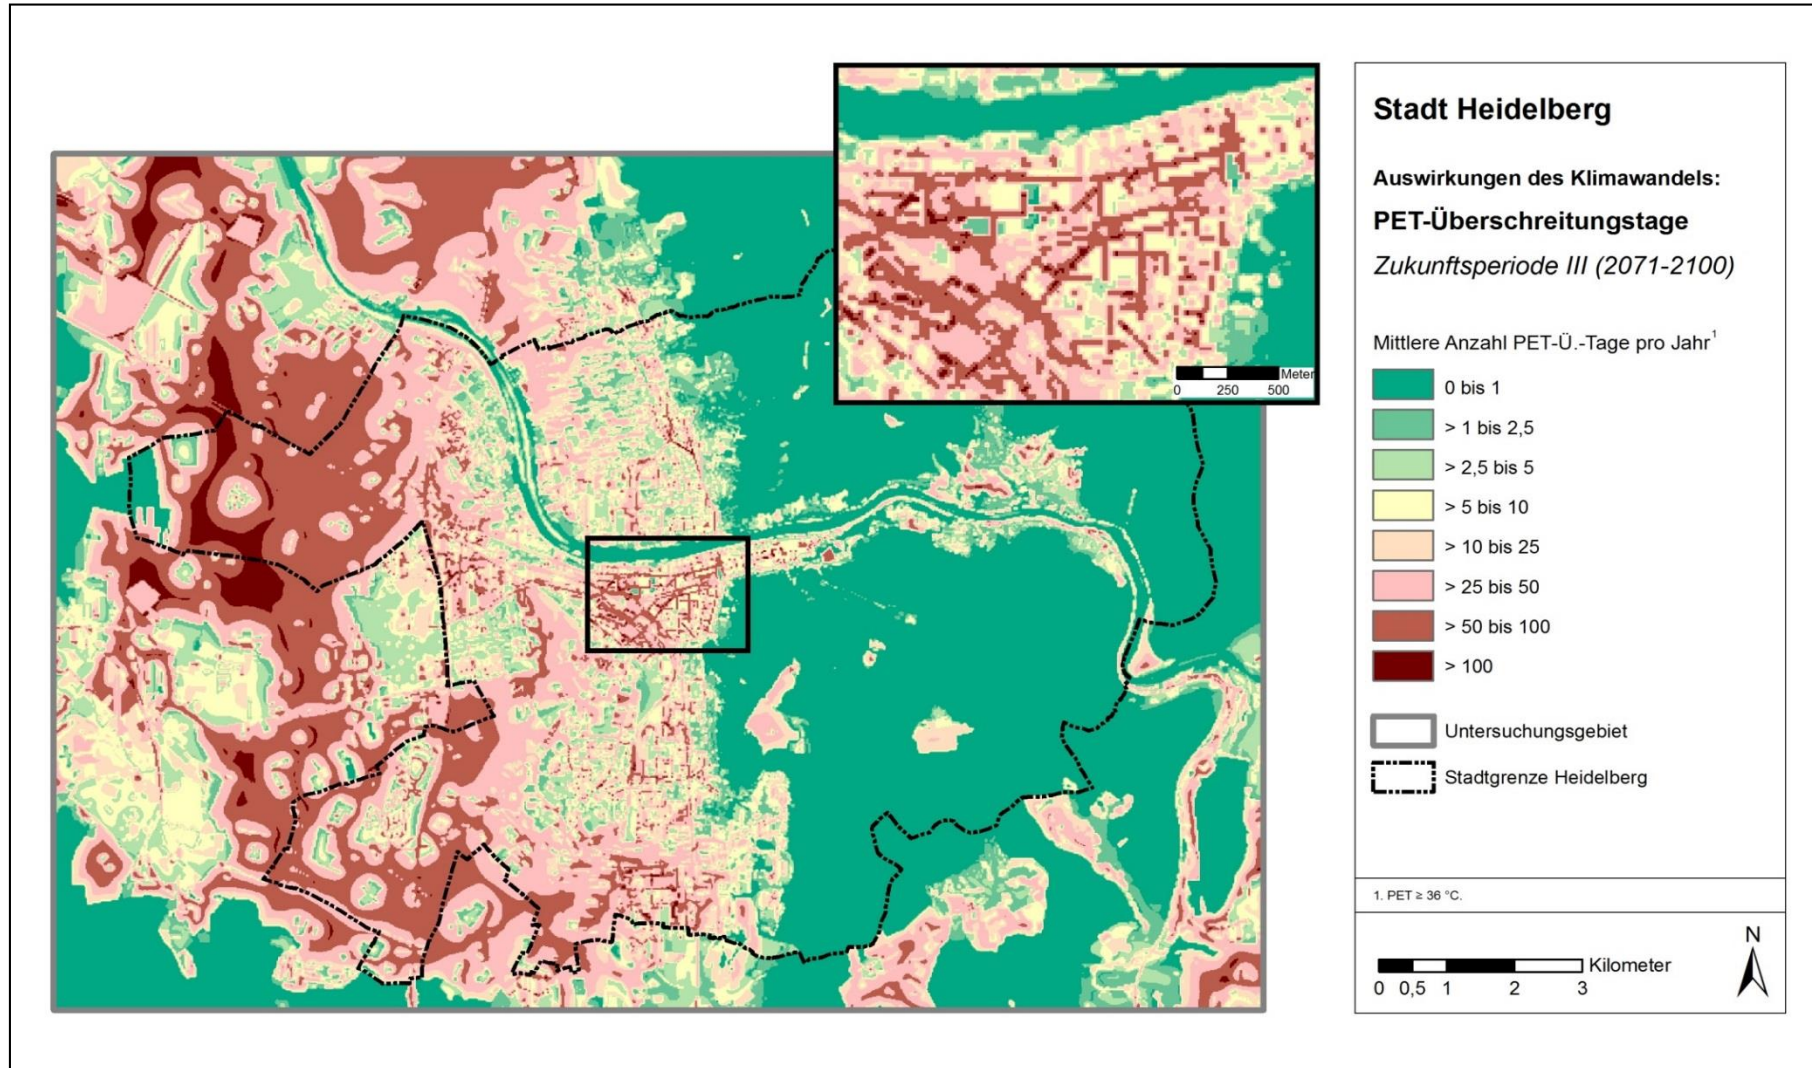 Stadt Heidelberg
Auswirkungen des Klimawandels:
PET-Überschreitungstage
Zukunftsperiode III (2071-2100)
Mittlere Anzahl PET-Ü.-Tage pro Jahr¹
0 bis 1
> 1 bis 2,5
> 2,5 bis 5
> 5 bis 10
> 10 bis 25
> 25 bis 50
> 50 bis 100
> 100
Untersuchungsgebiet
Stadtgrenze Heidelberg
1. PET ≥ 36 °C.
N
Kilometer
0 0,5 1 2 3
Meter
0 250 500